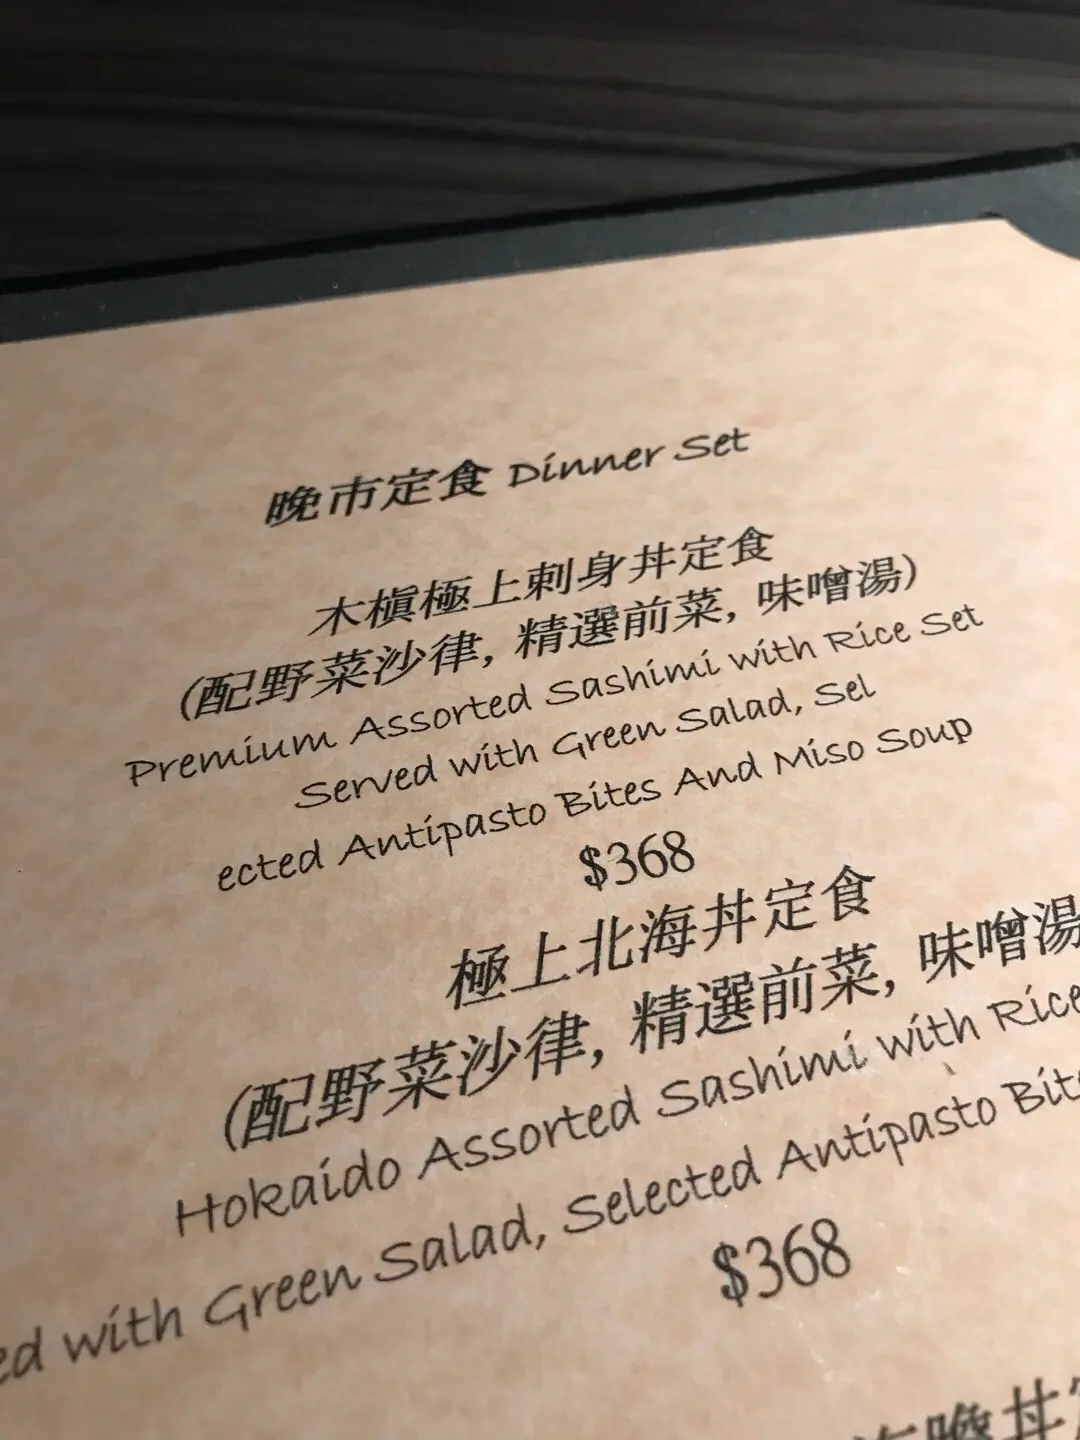 晚市定食 Dinner Set
木槇極上刺身丼定食
(配野菜沙律, 精選前菜, 味噌湯)
Premium Assorted Sashimi with Rice Set
Served with Green Salad, Sel
ected Antipasto Bites And Miso Soup
$368
極上北海丼定食
(配野菜沙律, 精選前菜, 味噌湯
Hokaido Assorted Sashimi with Rice
ed with Green Salad, Selected Antipasto Bit
$368
丼